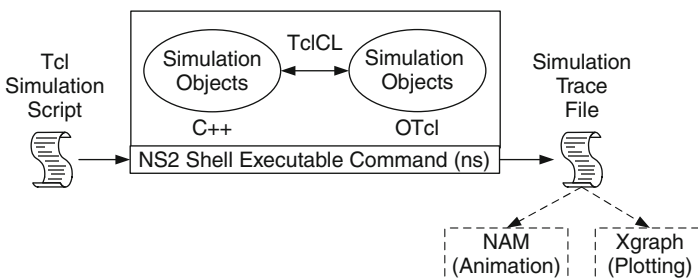 Tcl
Simulation
Script
Simulation
Objects
TclCL
Simulation
Objects
C++
OTcl
NS2 Shell Executable Command (ns)
Simulation
Trace
File
NAM
(Animation)
Xgraph
(Plotting)